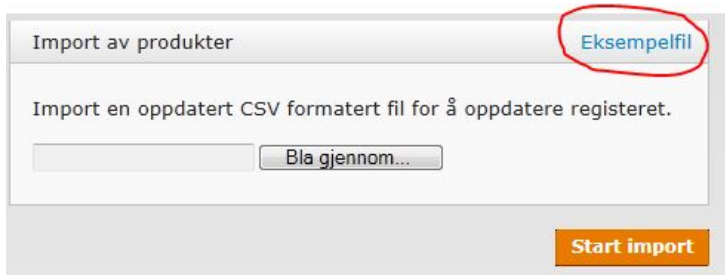 Import av produkter Eksempelfil
Import en oppdatert CSV formatert fil for å oppdatere registeret.
Bla gjennom...
Start import